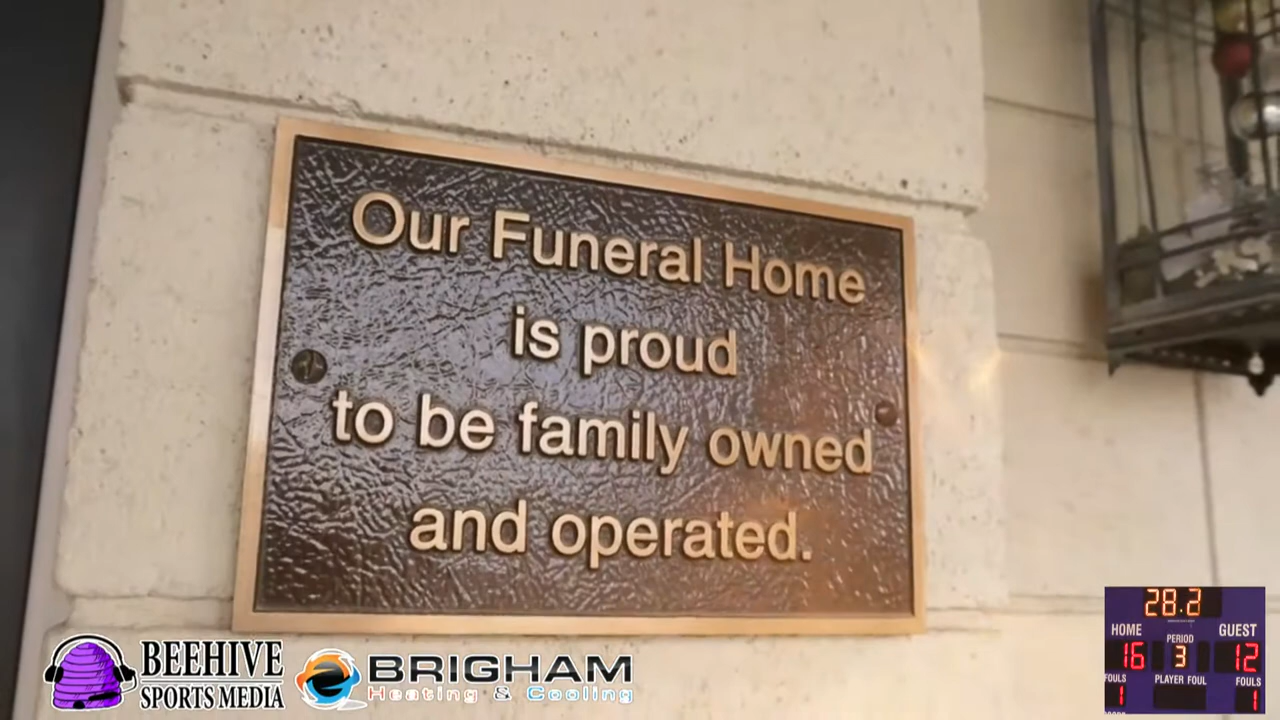 Our Funeral Home
is proud
to be family owned
and operated.
BEEHIVE
SPORTS MEDIA
BRIGHAM
Heating & Cooling
28.2
HOME
GUEST
PERIOD
16
3
12
FOULS
PLAYER FOUL
FOULS
1
1